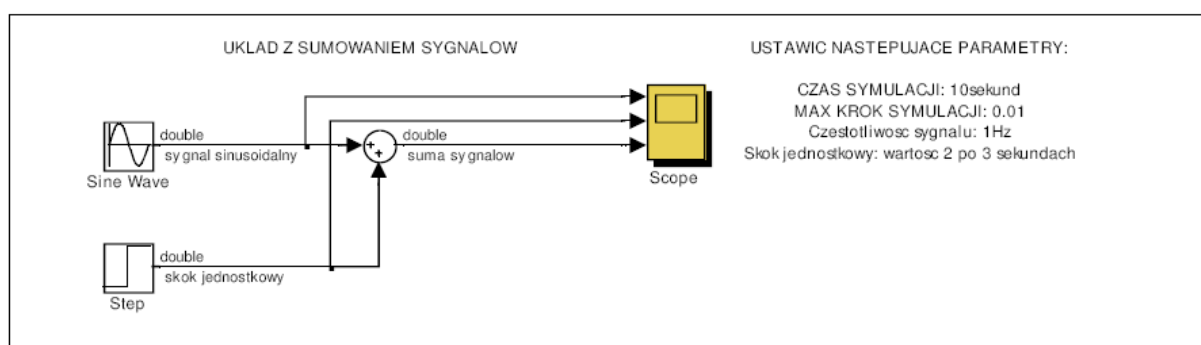 UKLAD Z SUMOWANIEM SYGNALOW
USTAWIC NASTEPUJACE PARAMETRY:
CZAS SYMULACJI: 10sekund
MAX KROK SYMULACJI: 0.01
Czestotliwosc sygnalu: 1Hz
Skok jednostkowy: wartosc 2 po 3 sekundach
double
sygnal sinusoidalny
Sine Wave
double
suma sygnalow
Scope
double
skok jednostkowy
Step